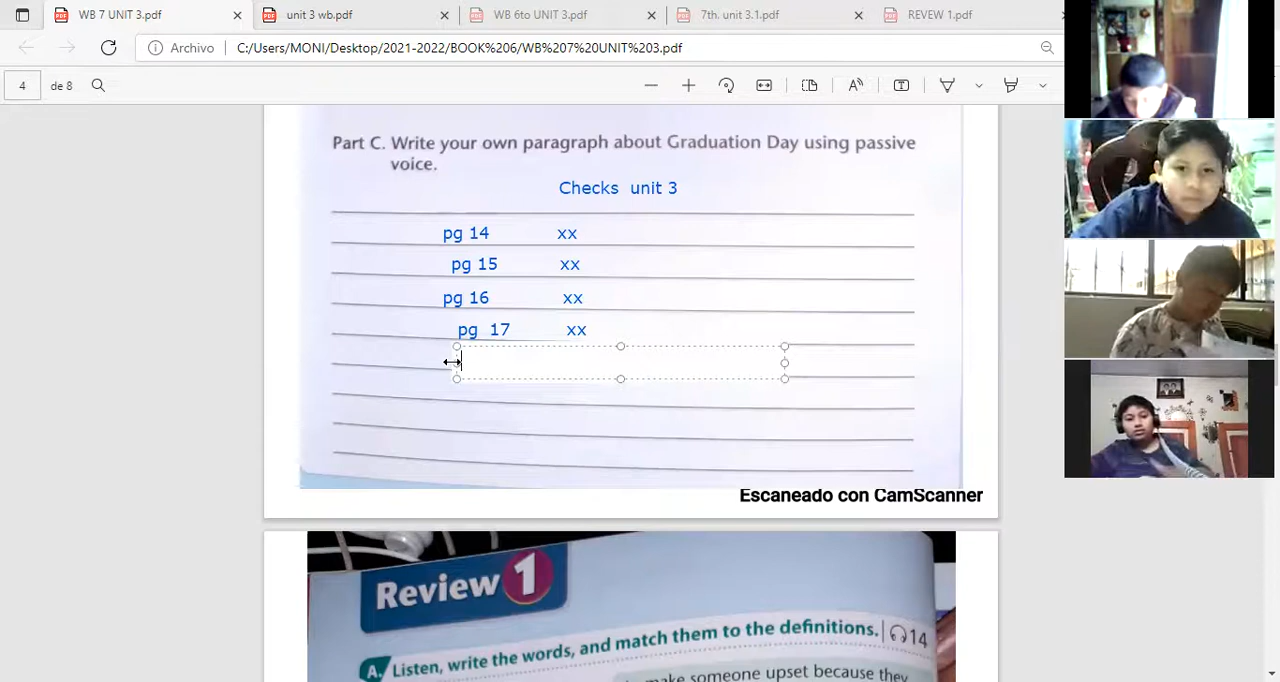 WB 7 UNIT 3.pdf
unit 3 wb.pdf
WB 6to UNIT 3.pdf
7th. unit 3.1.pdf
REVEW 1.pdf
Archivo
C:/Users/MONI/Desktop/2021-2022/BOOK%206/WB%207%20UNIT%203.pdf
4
de 8
Part C. Write your own paragraph about Graduation Day using passive
voice.
Checks unit 3
pg 14 xx
pg 15 xx
pg 16 xx
pg 17 xx
Escaneado con CamScanner
Review 1
A. Listen, write the words, and match them to the definitions. 14
make someone upset because they